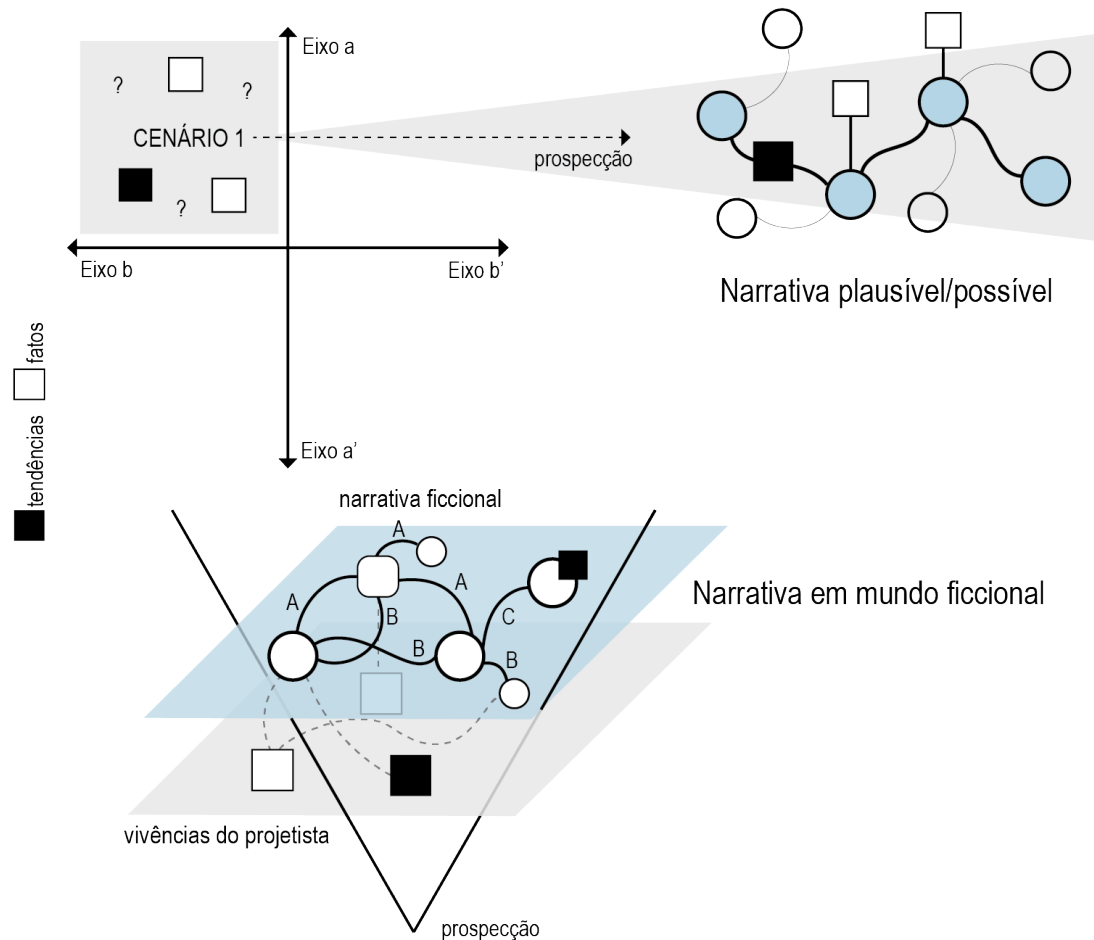 Eixo a
?
?
CENÁRIO 1
?
prospecção
Eixo b
Eixo b’
Narrativa plausível/possível
fatos
tendências
Eixo a’
narrativa ficcional
A
A
A
B
C
B
B
Narrativa em mundo ficcional
vivências do projetista
prospecção